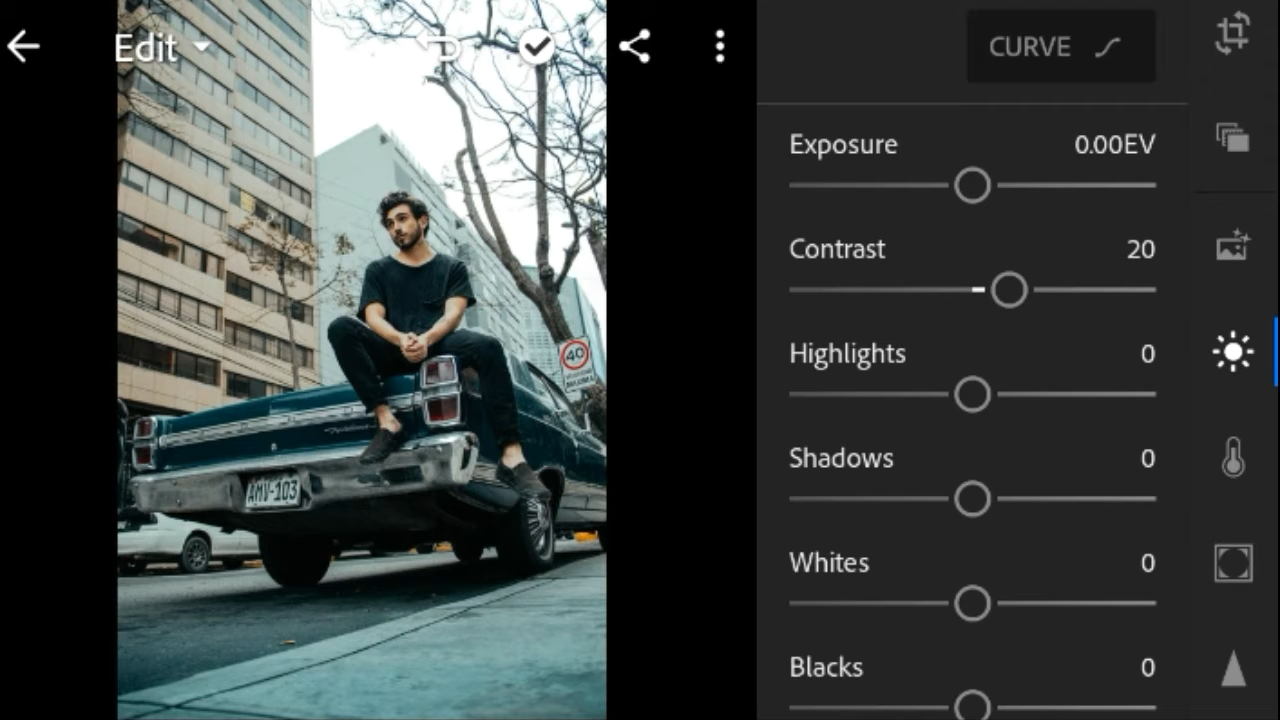 Edit
CURVE
Exposure 0.00EV
Contrast 20
Highlights 0
Shadows 0
Whites 0
Blacks 0
40
AMV-103